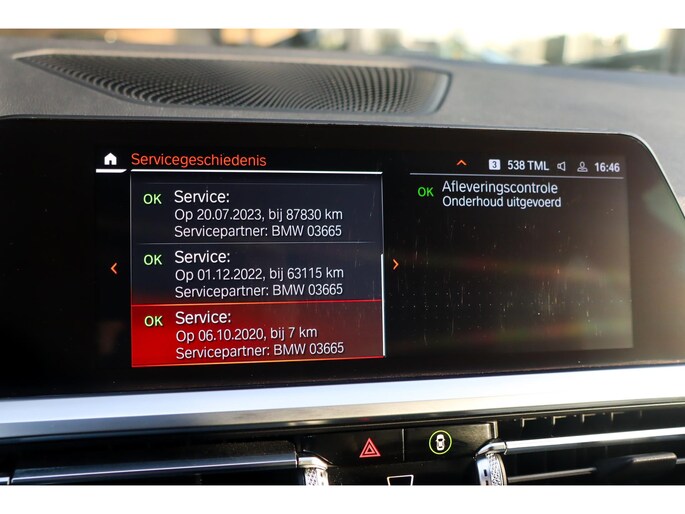 Servicegeschiedenis
3 538 TML 16:46
OK Service:
Op 20.07.2023, bij 87830 km
Servicepartner: BMW 03665
OK Service:
Op 01.12.2022, bij 63115 km
Servicepartner: BMW 03665
OK Service:
Op 06.10.2020, bij 7 km
Servicepartner: BMW 03665
OK Afleveringscontrole
Onderhoud uitgevoerd